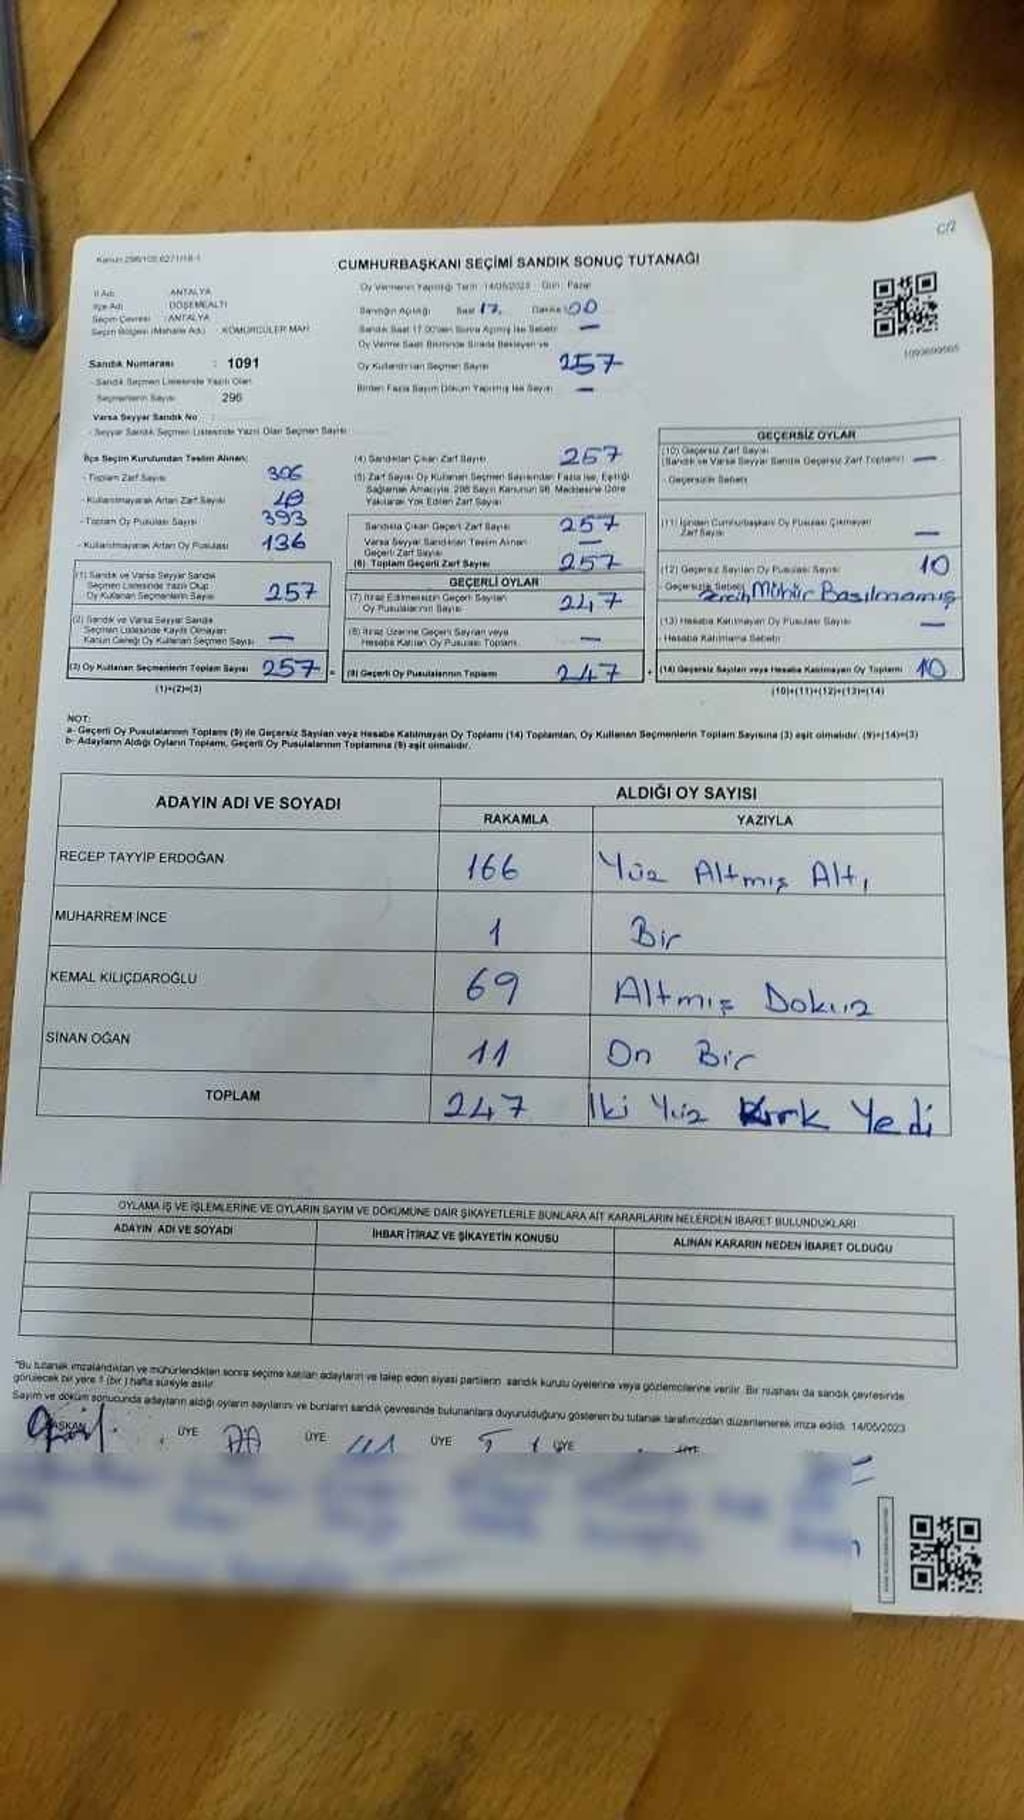 Kanun:298/105 6271/18-1
C/2
CUMHURBAŞKANI SEÇİMİ SANDIK SONUÇ TUTANAĞI
İl Adı : ANTALYA
İlçe Adı : DÖŞEMEALTI
Seçim Çevresi : ANTALYA
Seçim Bölgesi (Mahalle Adı) : KÖMÜRCÜLER MAH
Sandık Numarası : 1091
- Sandık Seçmen Listesinde Yazılı Olan
Seçmenlerin Sayısı 296
Varsa Seyyar Sandık No :
- Seyyar Sandık Seçmen Listesinde Yazılı Olan Seçmen Sayısı
Oy Vermenin Yapıldığı Tarih 14/05/2023 Gün: Pazar
Sandığın Açıldığı Saat 17, Dakika 00
Sandık Saat 17.00'den Sonra Açılmış İse Sebebi —
Oy Verme Saati Bitiminde Sırada Bekleyen ve
Oy Kullandırılan Seçmen Sayısı 257
Birden Fazla Sayım Döküm Yapılmış İse Sayısı —
İlçe Seçim Kurulundan Teslim Alınan;
- Toplam Zarf Sayısı 306
- Kullanılmayarak Artan Zarf Sayısı
- Toplam Oy Pusulası Sayısı 393
- Kullanılmayarak Artan Oy Pusulası 136
(1) Sandık ve Varsa Seyyar Sandık
Seçmen Listesinde Yazılı Olup
Oy Kullanan Seçmenlerin Sayısı 257
(2) Sandık ve Varsa Seyyar Sandık
Seçmen Listesinde Kayıtlı Olmayan
Kanun Gereği Oy Kullanan Seçmen Sayısı —
(3) Oy Kullanan Seçmenlerin Toplam Sayısı 257
(1)+(2)=(3)
(4) Sandıktan Çıkan Zarf Sayısı 257
(5) Zarf Sayısı Oy Kullanan Seçmen Sayısından Fazla İse, Eşitliği
Sağlamak Amacıyla, 298 Sayılı Kanunun 98. Maddesine Göre
Yakılarak Yok Edilen Zarf Sayısı
Sandıkta Çıkan Geçerli Zarf Sayısı 257
Varsa Seyyar Sandıktan Teslim Alınan
Geçerli Zarf Sayısı —
(6) Toplam Geçerli Zarf Sayısı 257
GEÇERLİ OYLAR
(7) İtiraz Edilmeksizin Geçerli Sayılan
Oy Pusulalarının Sayısı 247
(8) İtiraz Üzerine Geçerli Sayılan veya
Hesaba Katılan Oy Pusulası Toplamı —
(9) Geçerli Oy Pusulalarının Toplamı 247
GEÇERSİZ OYLAR
(10) Geçersiz Zarf Sayısı
(Sandık ve Varsa Seyyar Sandık Geçersiz Zarf Toplamı) —
- Geçersizlik Sebebi
(11) İçinden Cumhurbaşkanı Oy Pusulası Çıkmayan
Zarf Sayısı —
(12) Geçersiz Sayılan Oy Pusulası Sayısı 10
- Geçersizlik Sebebi Tercih Mühür Basılmamış
(13) Hesaba Katılmayan Oy Pusulası Sayısı —
- Hesaba Katılmama Sebebi
(14) Geçersiz Sayılan veya Hesaba Katılmayan Oy Toplamı 10
(10)+(11)+(12)+(13)=(14)
NOT:
a- Geçerli Oy Pusulalarının Toplamı (9) ile Geçersiz Sayılan veya Hesaba Katılmayan Oy Toplamı (14) Toplamları, Oy Kullanan Seçmenlerin Toplam Sayısına (3) eşit olmalıdır. (9)+(14)=(3)
b- Adayların Aldığı Oyların Toplamı, Geçerli Oy Pusulalarının Toplamına (9) eşit olmalıdır.
ADAYIN ADI VE SOYADI ALDIĞI OY SAYISI
RAKAMLA YAZIYLA
RECEP TAYYİP ERDOĞAN 166 Yüz Altmış Altı
MUHARREM İNCE 1 Bir
KEMAL KILIÇDAROĞLU 69 Altmış Dokuz
SİNAN OĞAN 11 On Bir
TOPLAM 247 İki Yüz Kırk Yedi
OYLAMA İŞ VE İŞLEMLERİNE VE OYLARIN SAYIM VE DÖKÜMÜNE DAİR ŞİKAYETLERLE BUNLARA AİT KARARLARIN NELERDEN İBARET BULUNDUKLARI
ADAYIN ADI VE SOYADI İHBAR İTİRAZ VE ŞİKAYETİN KONUSU ALINAN KARARIN NEDEN İBARET OLDUĞU
*Bu tutanak imzalandıktan ve mühürlendikten sonra seçime katılan adayların ve talep eden siyasi partilerin sandık kurulu üyelerine veya gözlemcilerine verilir. Bir nüshası da sandık çevresinde
görülecek bir yere 1 (bir) hafta süreyle asılır.
Sayım ve döküm sonucunda adayların aldığı oyların sayılarını ve bunların sandık çevresinde bulunanlara duyurulduğunu gösteren bu tutanak tarafımızdan düzenlenerek imza edildi. 14/05/2023
BAŞKAN ÜYE ÜYE ÜYE ÜYE ÜYE